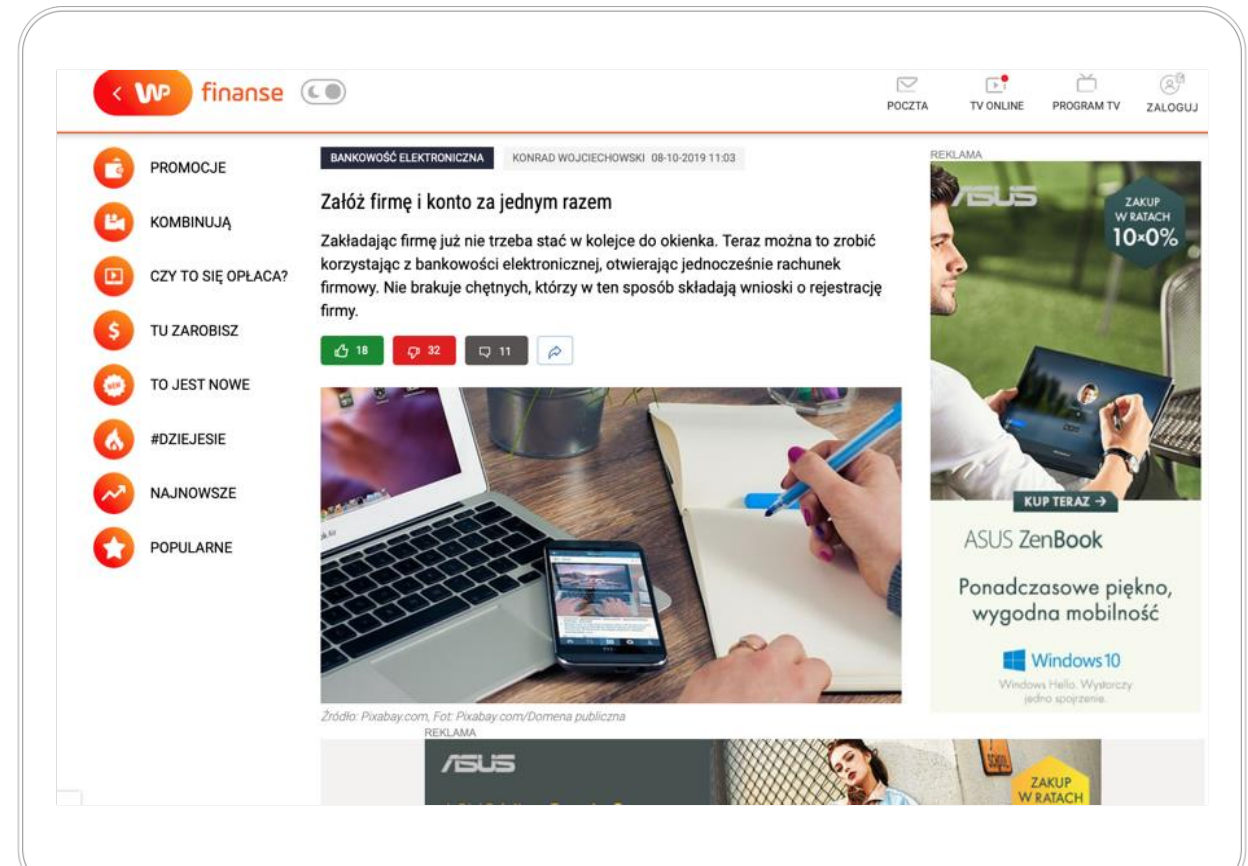 WP finanse
POCZTA
TV ONLINE
PROGRAM TV
ZALOGUJ
PROMOCJE
KOMBINUJĄ
CZY TO SIĘ OPŁACA?
TU ZAROBISZ
TO JEST NOWE
#DZIEJESIE
NAJNOWSZE
POPULARNE
BANKOWOŚĆ ELEKTRONICZNA
KONRAD WOJCIECHOWSKI 08-10-2019 11:03
Załóż firmę i konto za jednym razem
Zakładając firmę już nie trzeba stać w kolejce do okienka. Teraz można to zrobić
korzystając z bankowości elektronicznej, otwierając jednocześnie rachunek
firmowy. Nie brakuje chętnych, którzy w ten sposób składają wnioski o rejestrację
firmy.
18
32
11
Źródło: Pixabay.com, Fot: Pixabay.com/Domena publiczna
REKLAMA
ASUS
ZAKUP
W RATACH
10×0%
KUP TERAZ →
ASUS ZenBook
Ponadczasowe piękno,
wygodna mobilność
Windows 10
Windows Hello. Wystarczy
jedno spojrzenie.
REKLAMA
ASUS
ZAKUP
W RATACH